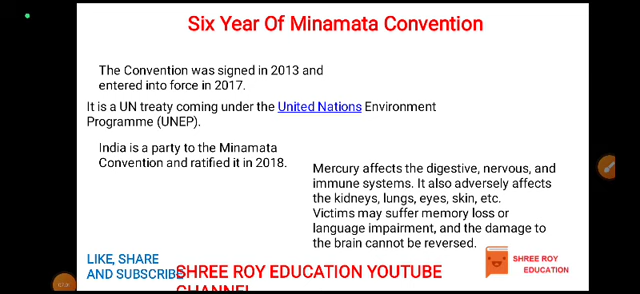 Six Year Of Minamata Convention
The Convention was signed in 2013 and
entered into force in 2017.
It is a UN treaty coming under the United Nations Environment
Programme (UNEP).
India is a party to the Minamata
Convention and ratified it in 2018.
Mercury affects the digestive, nervous, and
immune systems. It also adversely affects
the kidneys, lungs, eyes, skin, etc.
Victims may suffer memory loss or
language impairment, and the damage to
the brain cannot be reversed.
LIKE, SHARE
AND SUBSCRIBE
SHREE ROY EDUCATION YOUTUBE
CHANNEL
SHREE ROY
EDUCATION